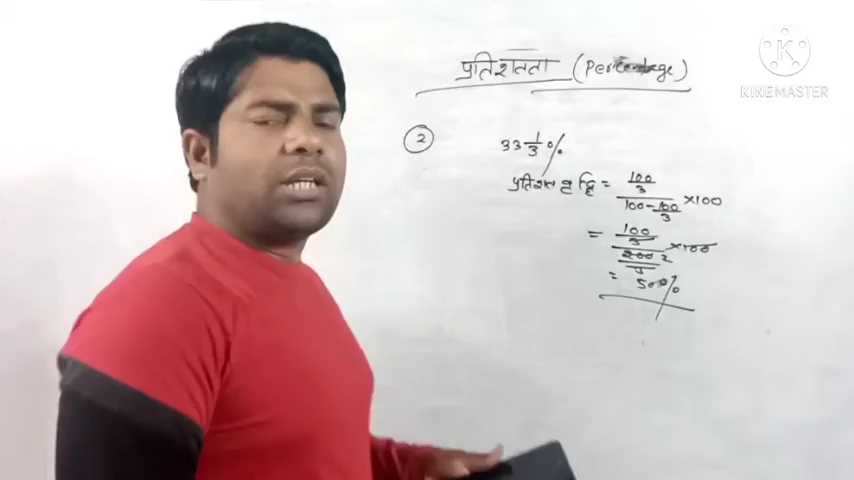 प्रतिशतता (Percentage)
KINEMASTER
② 33 1/3 %
प्रतिशत वृद्धि = (100/3)/(100-100/3) ×100
= (100/3)/(200/3) ×100
= 50%